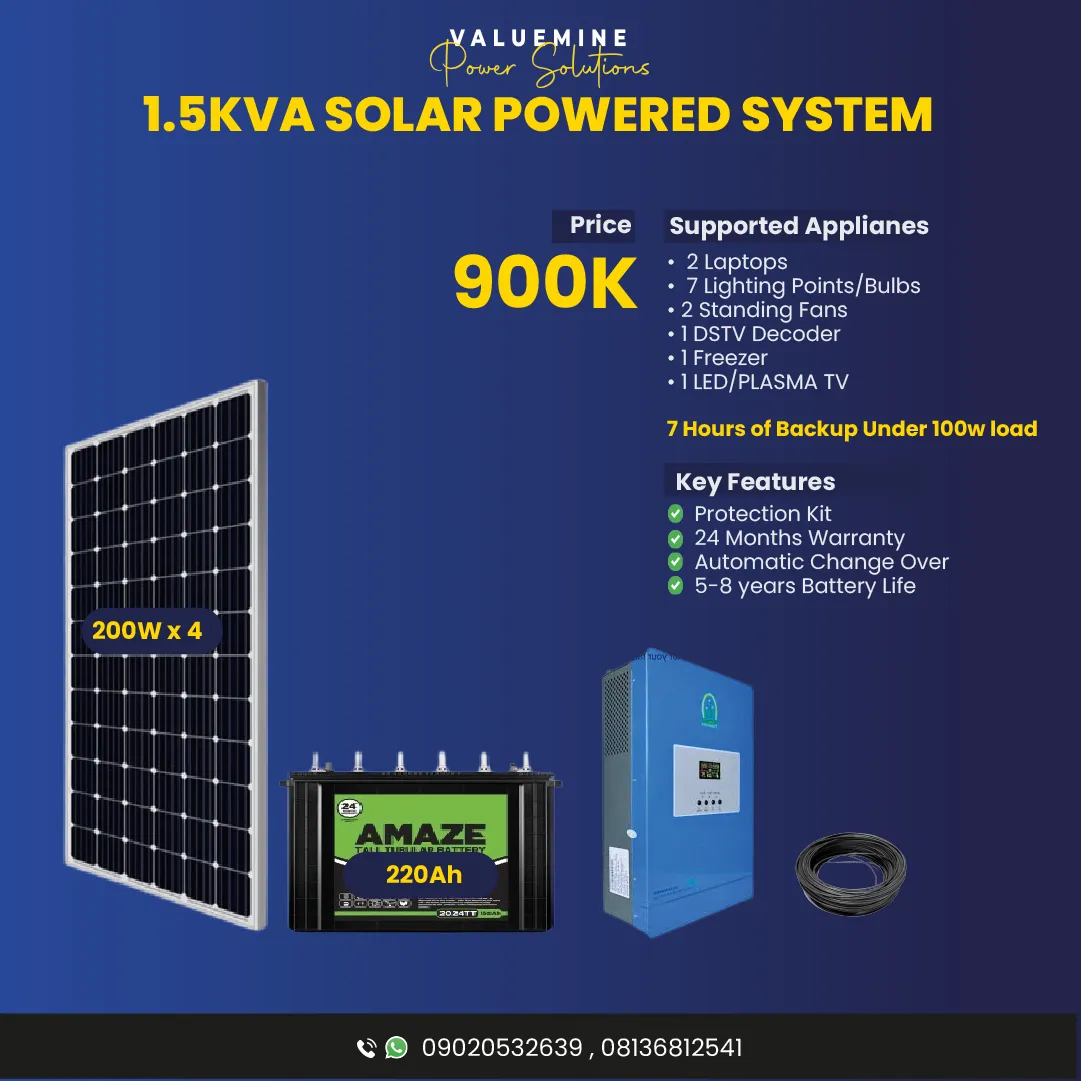 VALUEMINE
Power Solutions
1.5KVA SOLAR POWERED SYSTEM
Price
900K
Supported Applianes
• 2 Laptops
• 7 Lighting Points/Bulbs
• 2 Standing Fans
• 1 DSTV Decoder
• 1 Freezer
• 1 LED/PLASMA TV
7 Hours of Backup Under 100w load
Key Features
Protection Kit
24 Months Warranty
Automatic Change Over
5-8 years Battery Life
200W x 4
24
AMAZE
TALL TUBULAR BATTERY
220Ah
2024TT
09020532639 , 08136812541